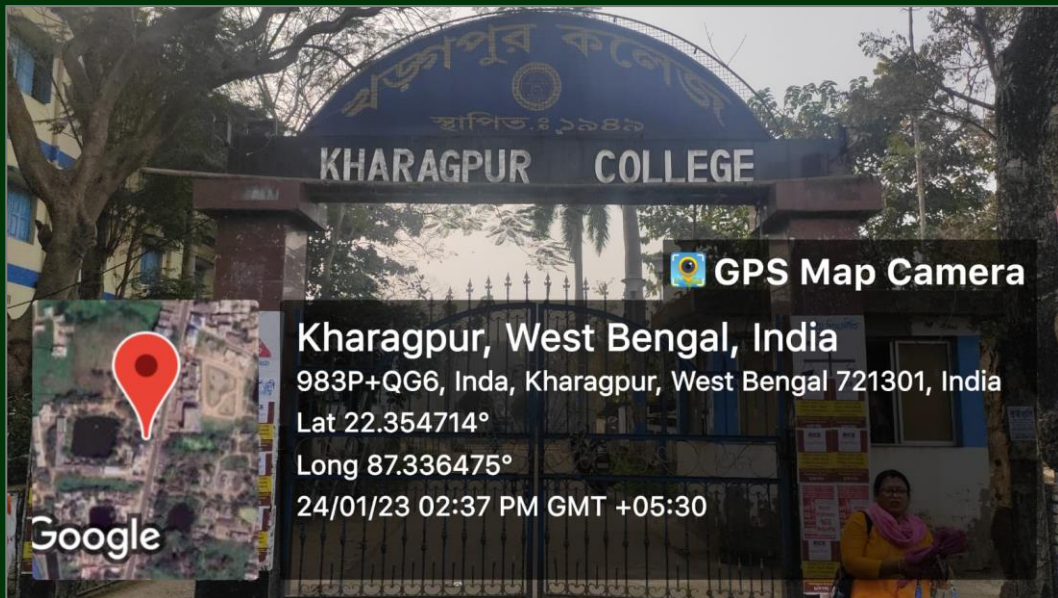 খড়্গপুর কলেজ
স্থাপিত ঃ ১৯৪৯
KHARAGPUR COLLEGE
GPS Map Camera
Kharagpur, West Bengal, India
983P+QG6, Inda, Kharagpur, West Bengal 721301, India
Lat 22.354714°
Long 87.336475°
24/01/23 02:37 PM GMT +05:30
Google